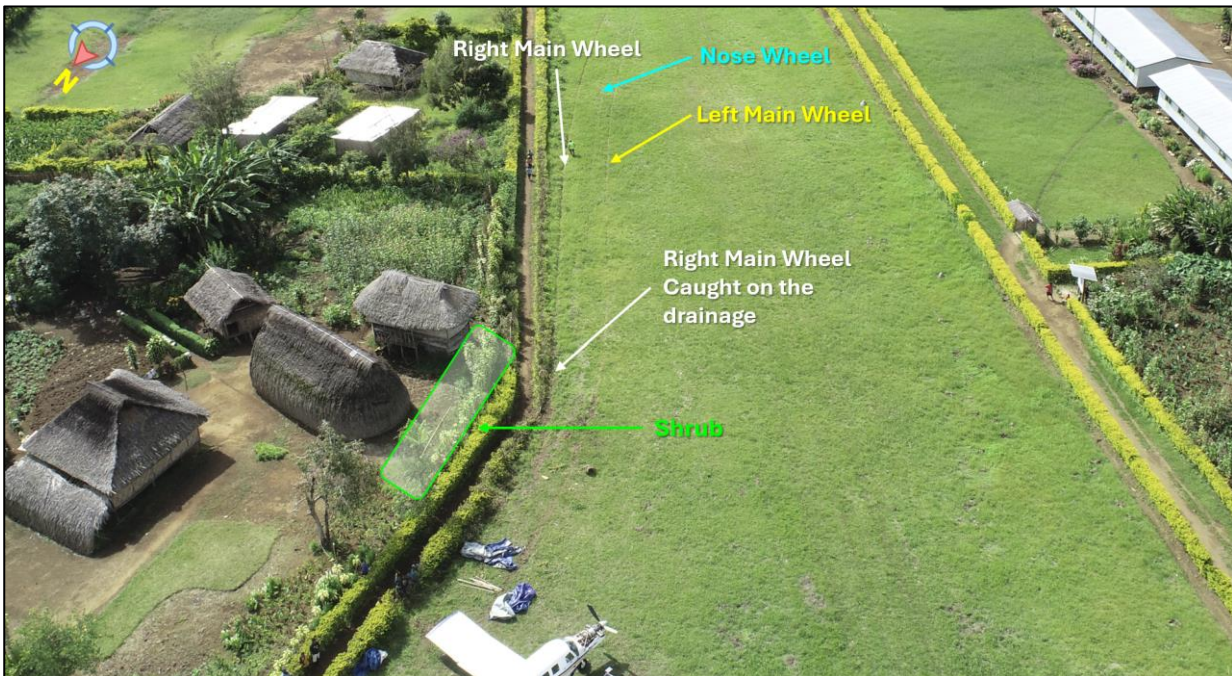 N
Right Main Wheel
Nose Wheel
Left Main Wheel
Right Main Wheel
Caught on the
drainage
Shrub